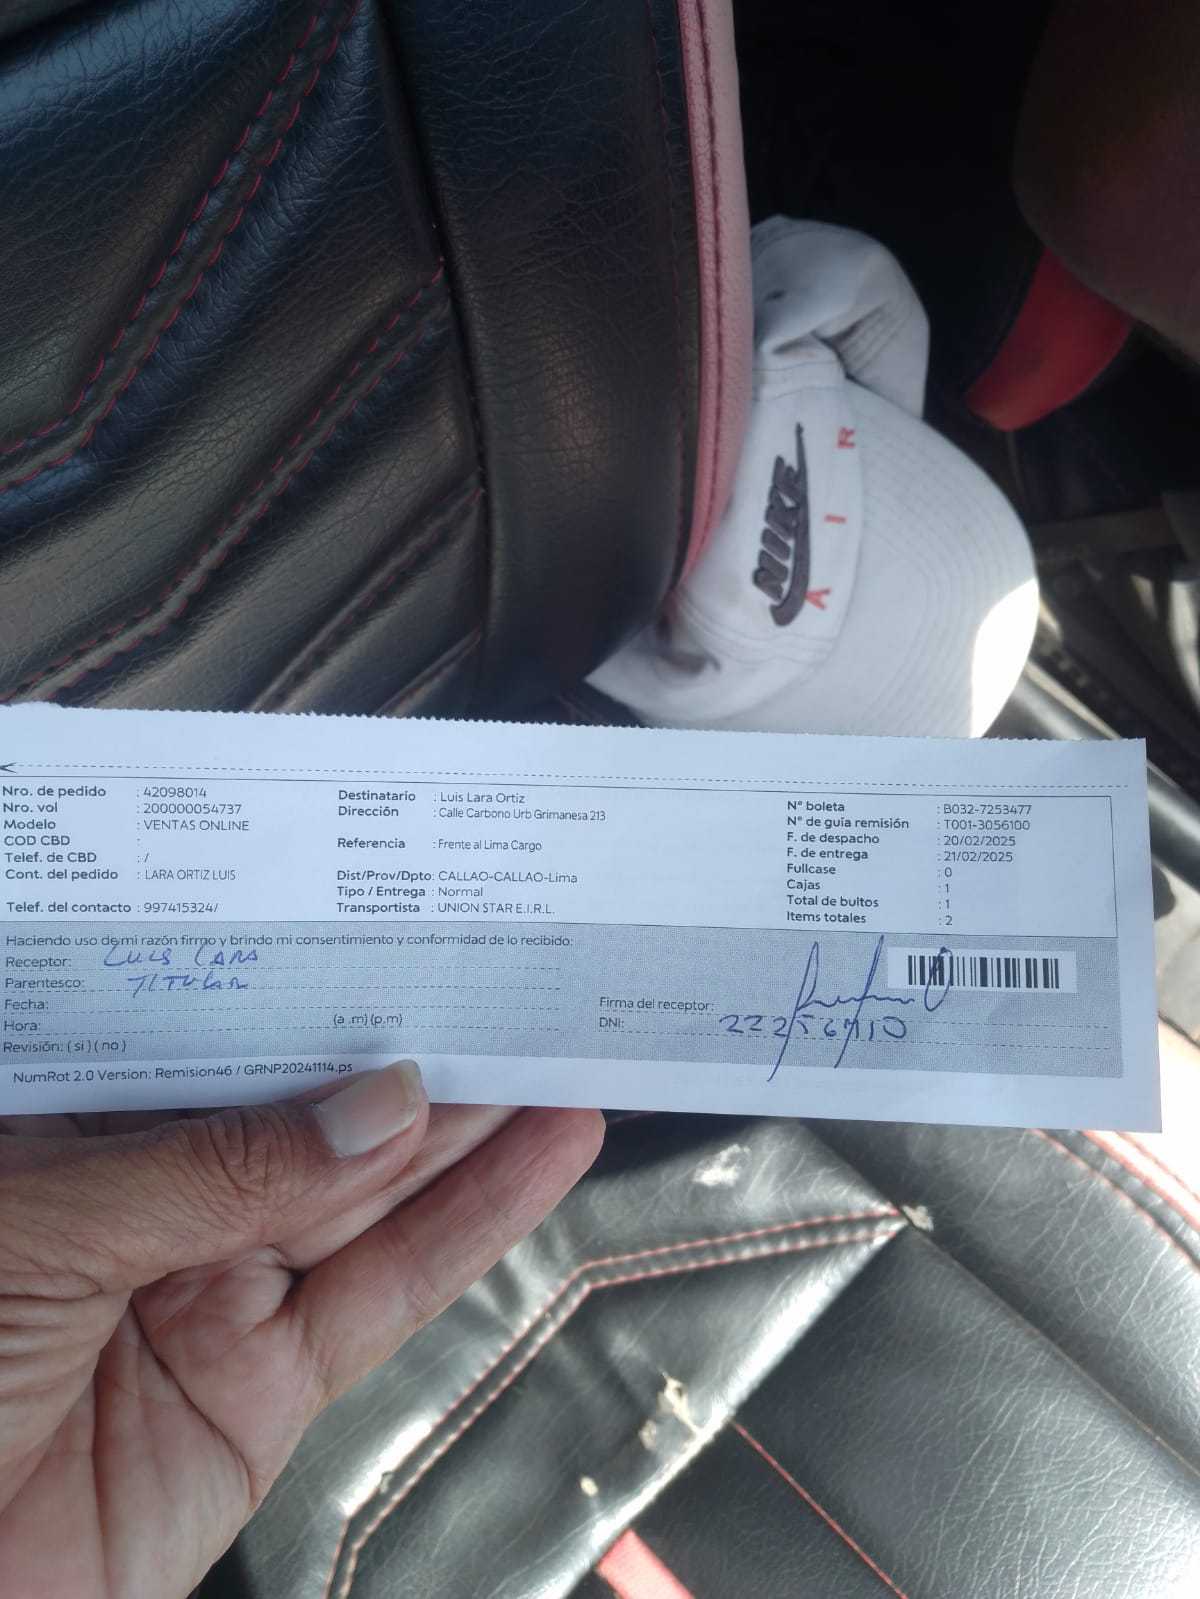 NIKE
AIR
Nro. de pedido : 42098014
Nro. vol : 200000054737
Modelo : VENTAS ONLINE
COD CBD :
Telef. de CBD : /
Cont. del pedido : LARA ORTIZ LUIS
Telef. del contacto : 997415324/
Destinatario : Luis Lara Ortiz
Dirección : Calle Carbono Urb Grimanesa 213
Referencia : Frente al Lima Cargo
Dist/Prov/Dpto: CALLAO-CALLAO-Lima
Tipo / Entrega : Normal
Transportista : UNION STAR E.I.R.L.
N° boleta : B032-7253477
N° de guía remisión : T001-3056100
F. de despacho : 20/02/2025
F. de entrega : 21/02/2025
Fullcase : 0
Cajas : 1
Total de bultos : 1
Items totales : 2
Haciendo uso de mi razón firmo y brindo mi consentimiento y conformidad de lo recibido:
Receptor: Luis Lara
Parentesco: Titular
Fecha:
Hora: (a .m) (p.m)
Revisión: ( si ) ( no )
Firma del receptor:
DNI:
NumRot 2.0 Version: Remision46 / GRNP20241114.ps